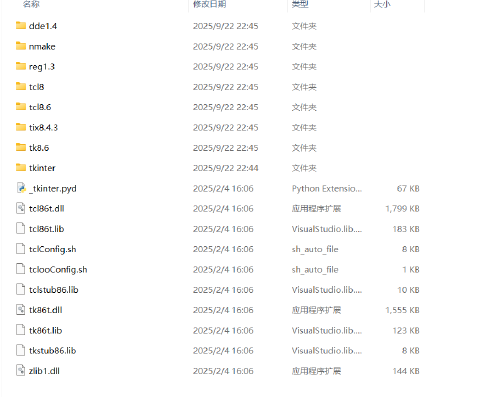 名称 修改日期 类型 大小
dde1.4 2025/9/22 22:45 文件夹
nmake 2025/9/22 22:45 文件夹
reg1.3 2025/9/22 22:45 文件夹
tcl8 2025/9/22 22:45 文件夹
tcl8.6 2025/9/22 22:45 文件夹
tix8.4.3 2025/9/22 22:45 文件夹
tk8.6 2025/9/22 22:45 文件夹
tkinter 2025/9/22 22:44 文件夹
_tkinter.pyd 2025/2/4 16:06 Python Extension... 67 KB
tcl86t.dll 2025/2/4 16:06 应用程序扩展 1,799 KB
tcl86t.lib 2025/2/4 16:06 VisualStudio.lib.... 183 KB
tclConfig.sh 2025/2/4 16:06 sh_auto_file 8 KB
tclooConfig.sh 2025/2/4 16:06 sh_auto_file 1 KB
tclstub86.lib 2025/2/4 16:06 VisualStudio.lib.... 10 KB
tk86t.dll 2025/2/4 16:06 应用程序扩展 1,555 KB
tk86t.lib 2025/2/4 16:06 VisualStudio.lib.... 123 KB
tkstub86.lib 2025/2/4 16:06 VisualStudio.lib.... 8 KB
zlib1.dll 2025/2/4 16:06 应用程序扩展 144 KB